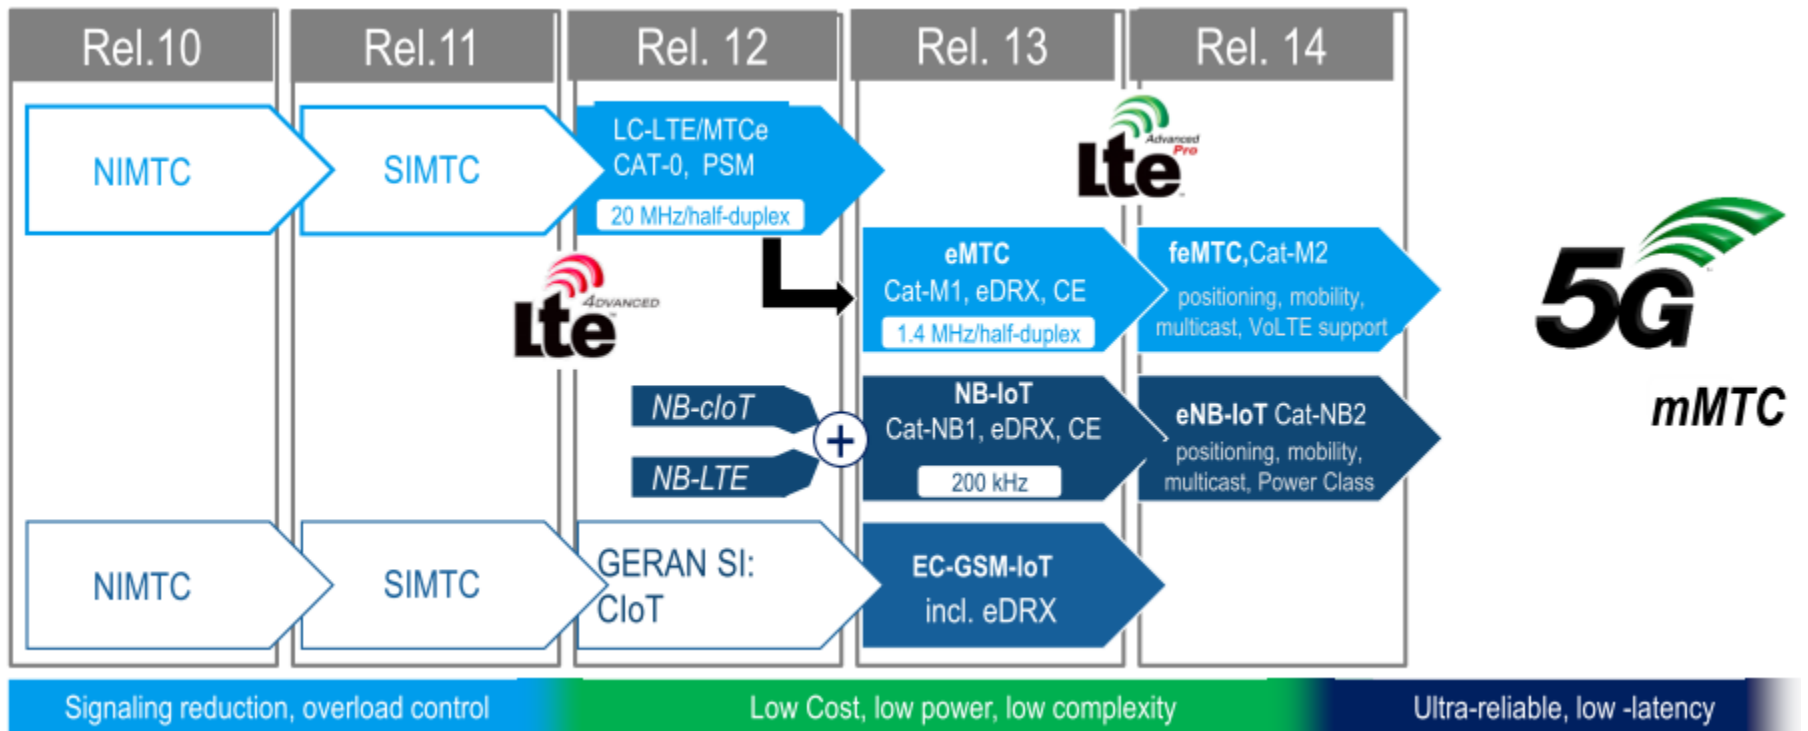 Rel.10
Rel.11
Rel. 12
Rel. 13
Rel. 14
NIMTC
SIMTC
LC-LTE/MTCe
CAT-0, PSM
20 MHz/half-duplex
Lte
Advanced
Pro
Lte
4DVANCED
eMTC
Cat-M1, eDRX, CE
1.4 MHz/half-duplex
feMTC,Cat-M2
positioning, mobility,
multicast, VoLTE support
5G
mMTC
NB-cIoT
NB-LTE
+
NB-IoT
Cat-NB1, eDRX, CE
200 kHz
eNB-IoT Cat-NB2
positioning, mobility,
multicast, Power Class
NIMTC
SIMTC
GERAN SI:
CIoT
EC-GSM-IoT
incl. eDRX
Signaling reduction, overload control
Low Cost, low power, low complexity
Ultra-reliable, low -latency